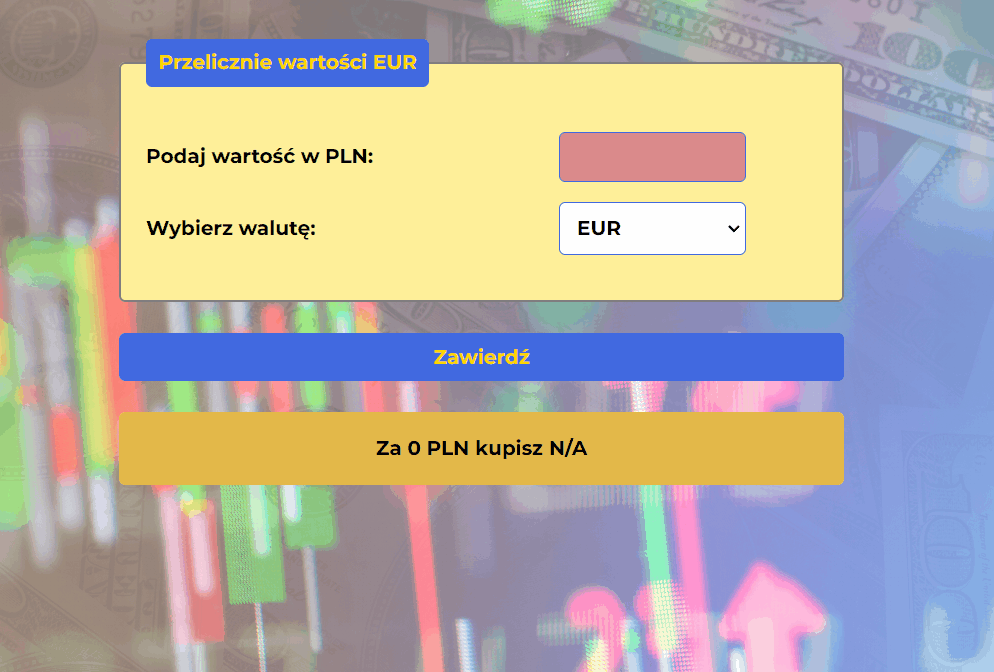 Przelicznie wartości EUR
Podaj wartość w PLN:
Wybierz walutę:
EUR
Zawierdź
Za 0 PLN kupisz N/A